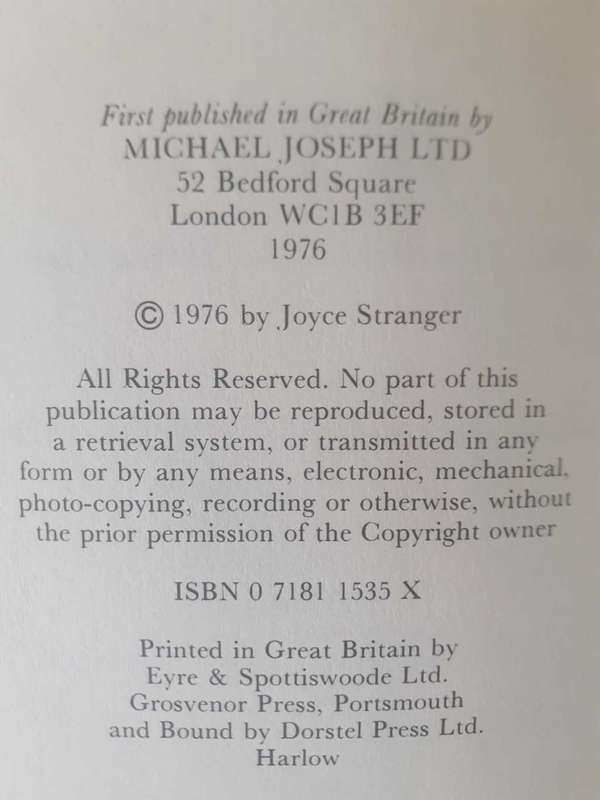 First published in Great Britain by
MICHAEL JOSEPH LTD
52 Bedford Square
London WC1B 3EF
1976
© 1976 by Joyce Stranger
All Rights Reserved. No part of this
publication may be reproduced, stored in
a retrieval system, or transmitted in any
form or by any means, electronic, mechanical,
photo-copying, recording or otherwise, without
the prior permission of the Copyright owner
ISBN 0 7181 1535 X
Printed in Great Britain by
Eyre & Spottiswoode Ltd.
Grosvenor Press, Portsmouth
and Bound by Dorstel Press Ltd.
Harlow